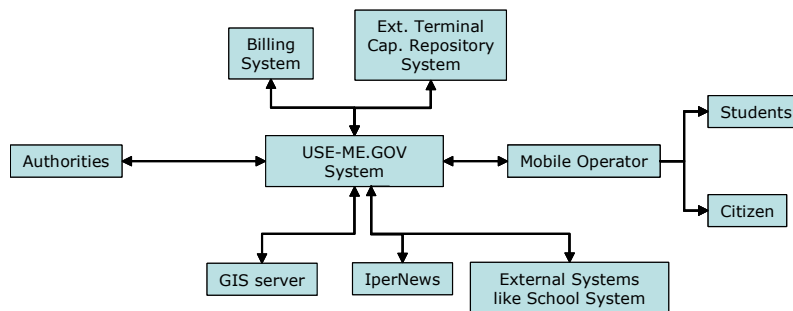 Billing
System
Ext. Terminal
Cap. Repository
System
Students
Authorities
USE-ME.GOV
System
Mobile Operator
Citizen
GIS server
IperNews
External Systems
like School System